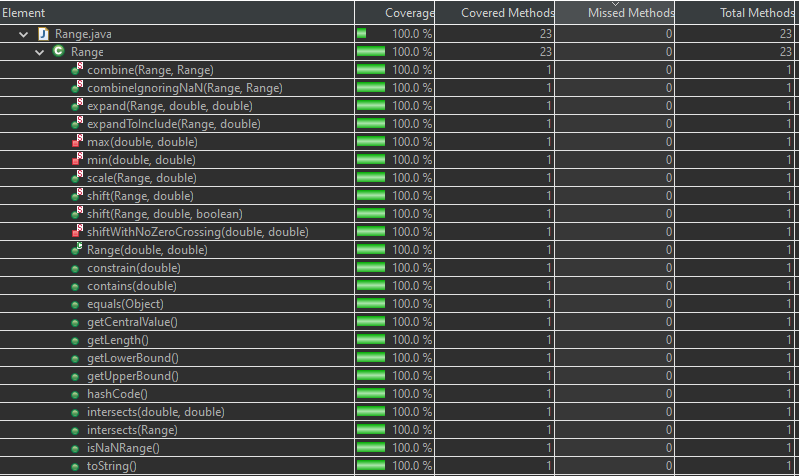 Element Coverage Covered Methods Missed Methods Total Methods
Range.java 100.0 % 23 0 23
Range 100.0 % 23 0 23
combine(Range, Range) 100.0 % 1 0 1
combineIgnoringNaN(Range, Range) 100.0 % 1 0 1
expand(Range, double, double) 100.0 % 1 0 1
expandToInclude(Range, double) 100.0 % 1 0 1
max(double, double) 100.0 % 1 0 1
min(double, double) 100.0 % 1 0 1
scale(Range, double) 100.0 % 1 0 1
shift(Range, double) 100.0 % 1 0 1
shift(Range, double, boolean) 100.0 % 1 0 1
shiftWithNoZeroCrossing(double, double) 100.0 % 1 0 1
Range(double, double) 100.0 % 1 0 1
constrain(double) 100.0 % 1 0 1
contains(double) 100.0 % 1 0 1
equals(Object) 100.0 % 1 0 1
getCentralValue() 100.0 % 1 0 1
getLength() 100.0 % 1 0 1
getLowerBound() 100.0 % 1 0 1
getUpperBound() 100.0 % 1 0 1
hashCode() 100.0 % 1 0 1
intersects(double, double) 100.0 % 1 0 1
intersects(Range) 100.0 % 1 0 1
isNaNRange() 100.0 % 1 0 1
toString() 100.0 % 1 0 1